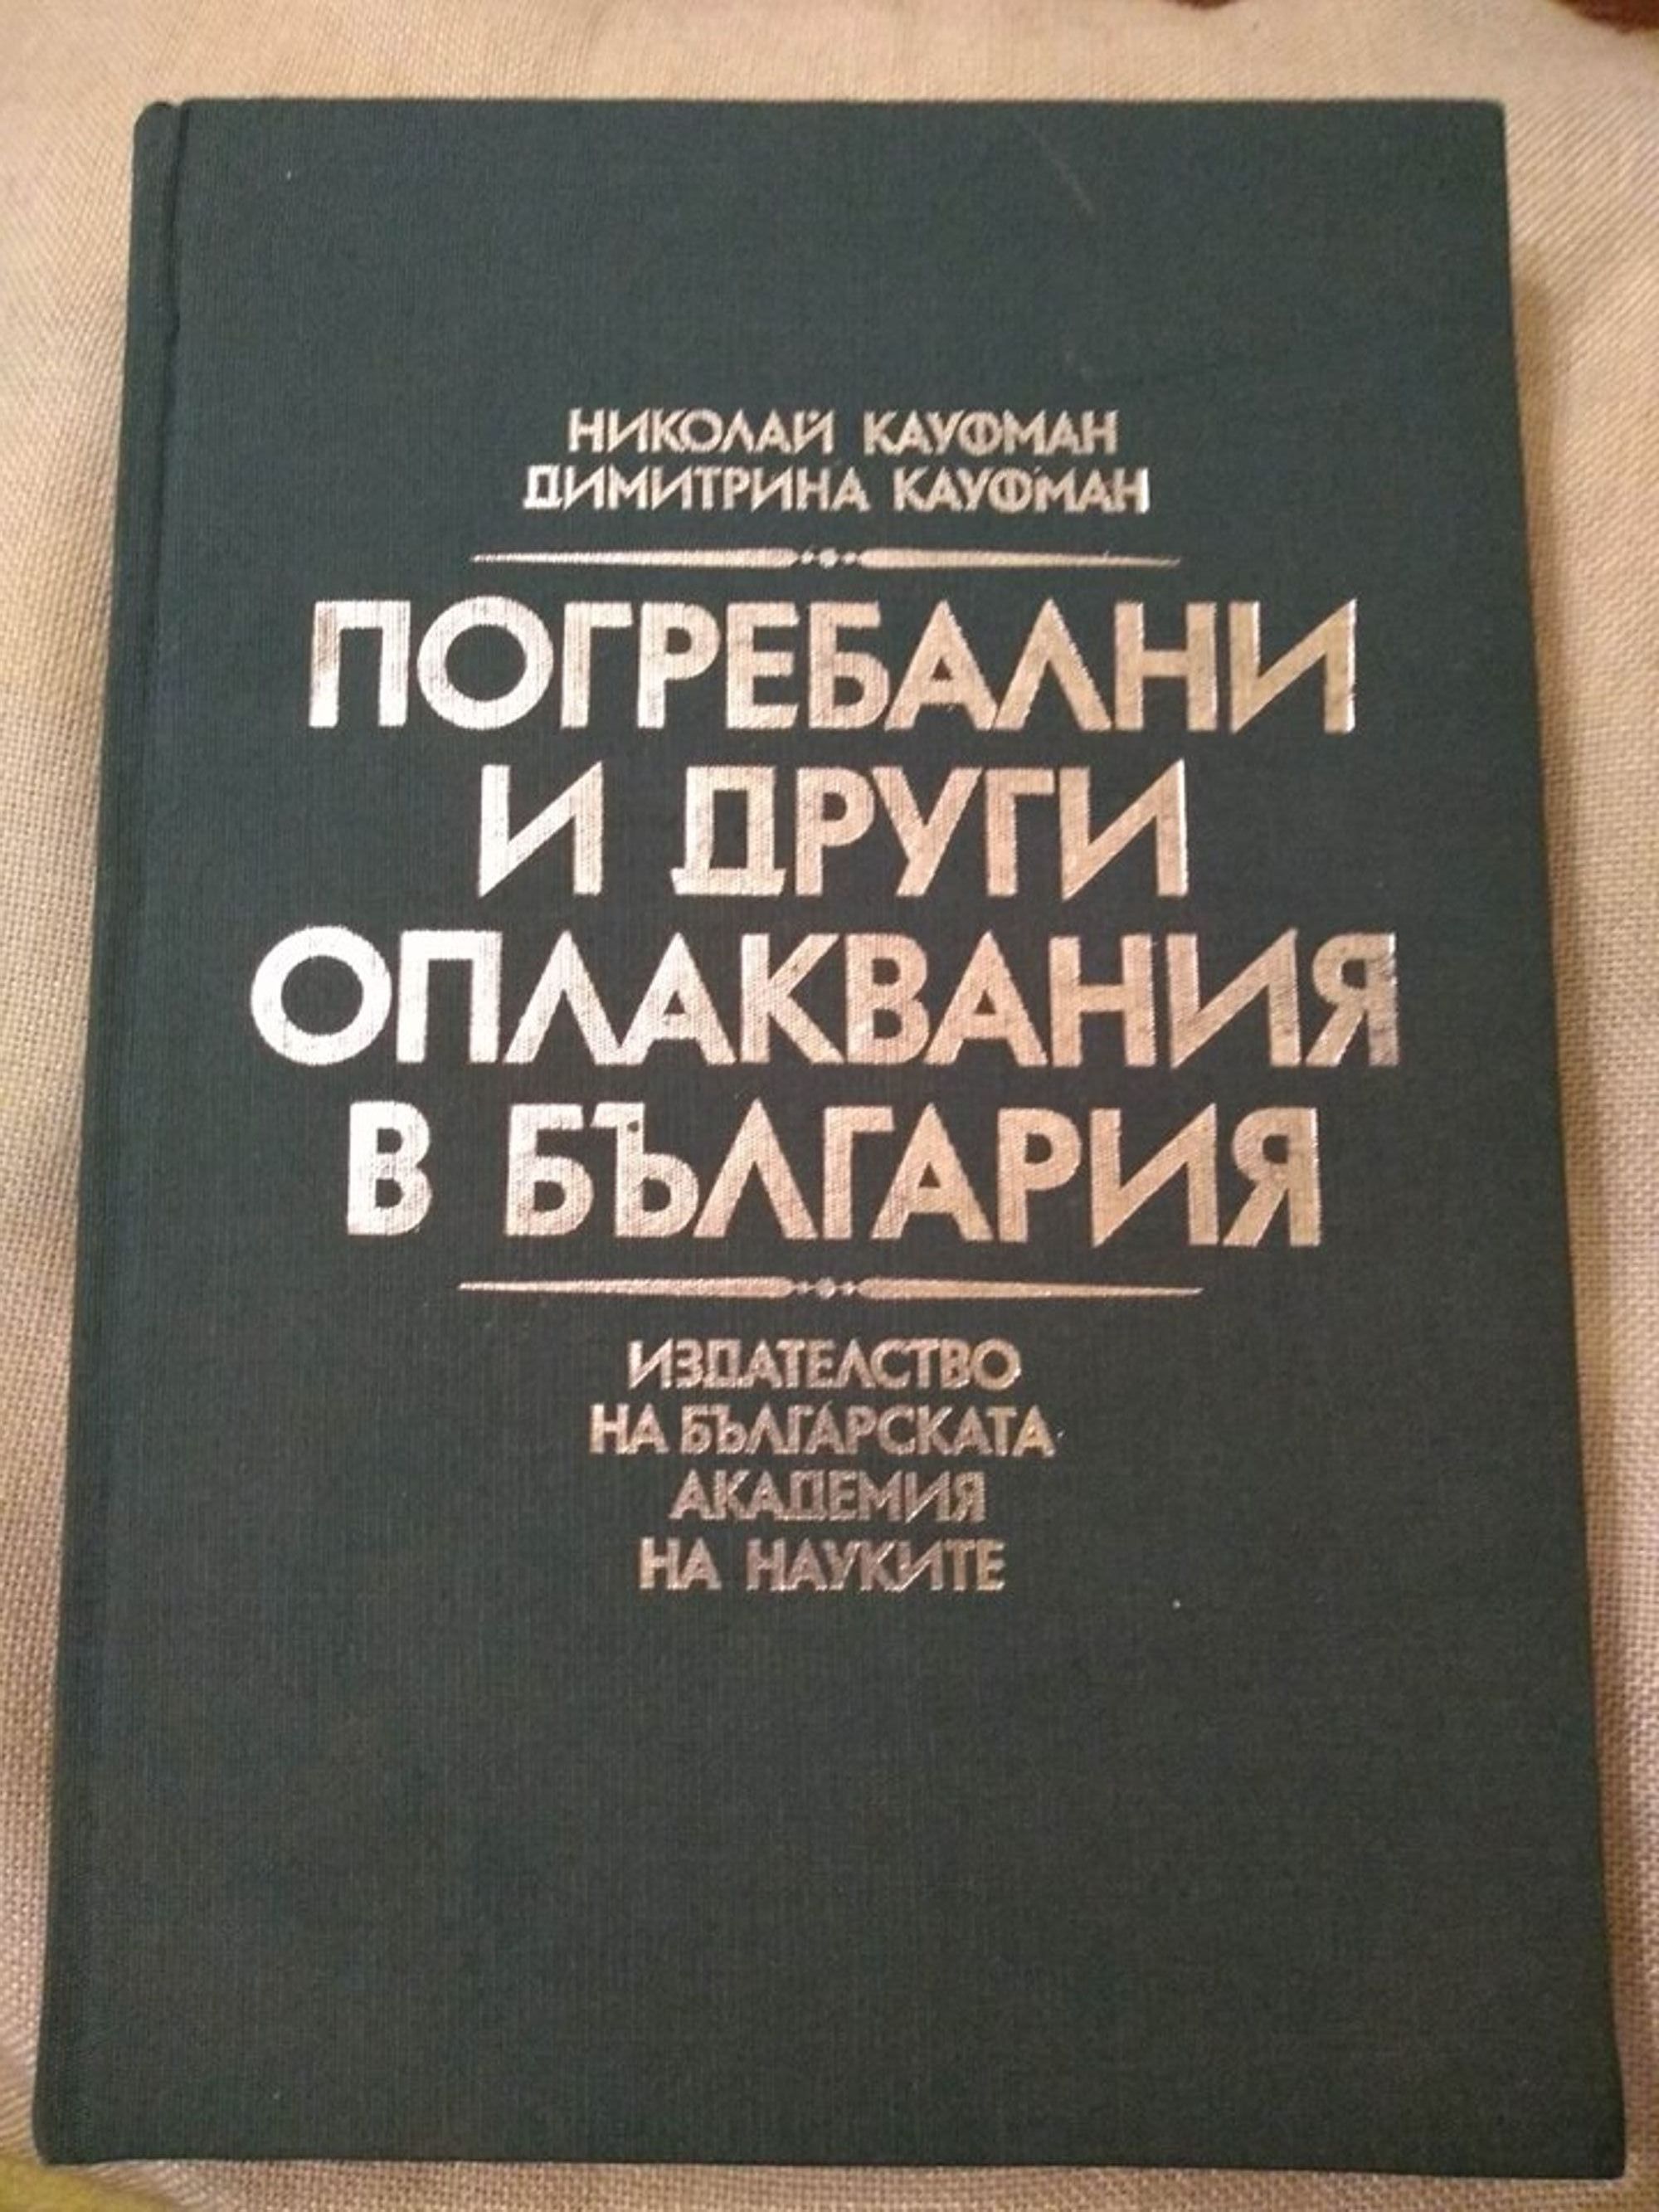 НИКОЛАЙ КАУФМАН
ДИМИТРИНА КАУФМАН
ПОГРЕБАЛНИ
И ДРУГИ
ОПЛАКВАНИЯ
В БЪЛГАРИЯ
ИЗДАТЕЛСТВО
НА БЪЛГАРСКАТА
АКАДЕМИЯ
НА НАУКИТЕ